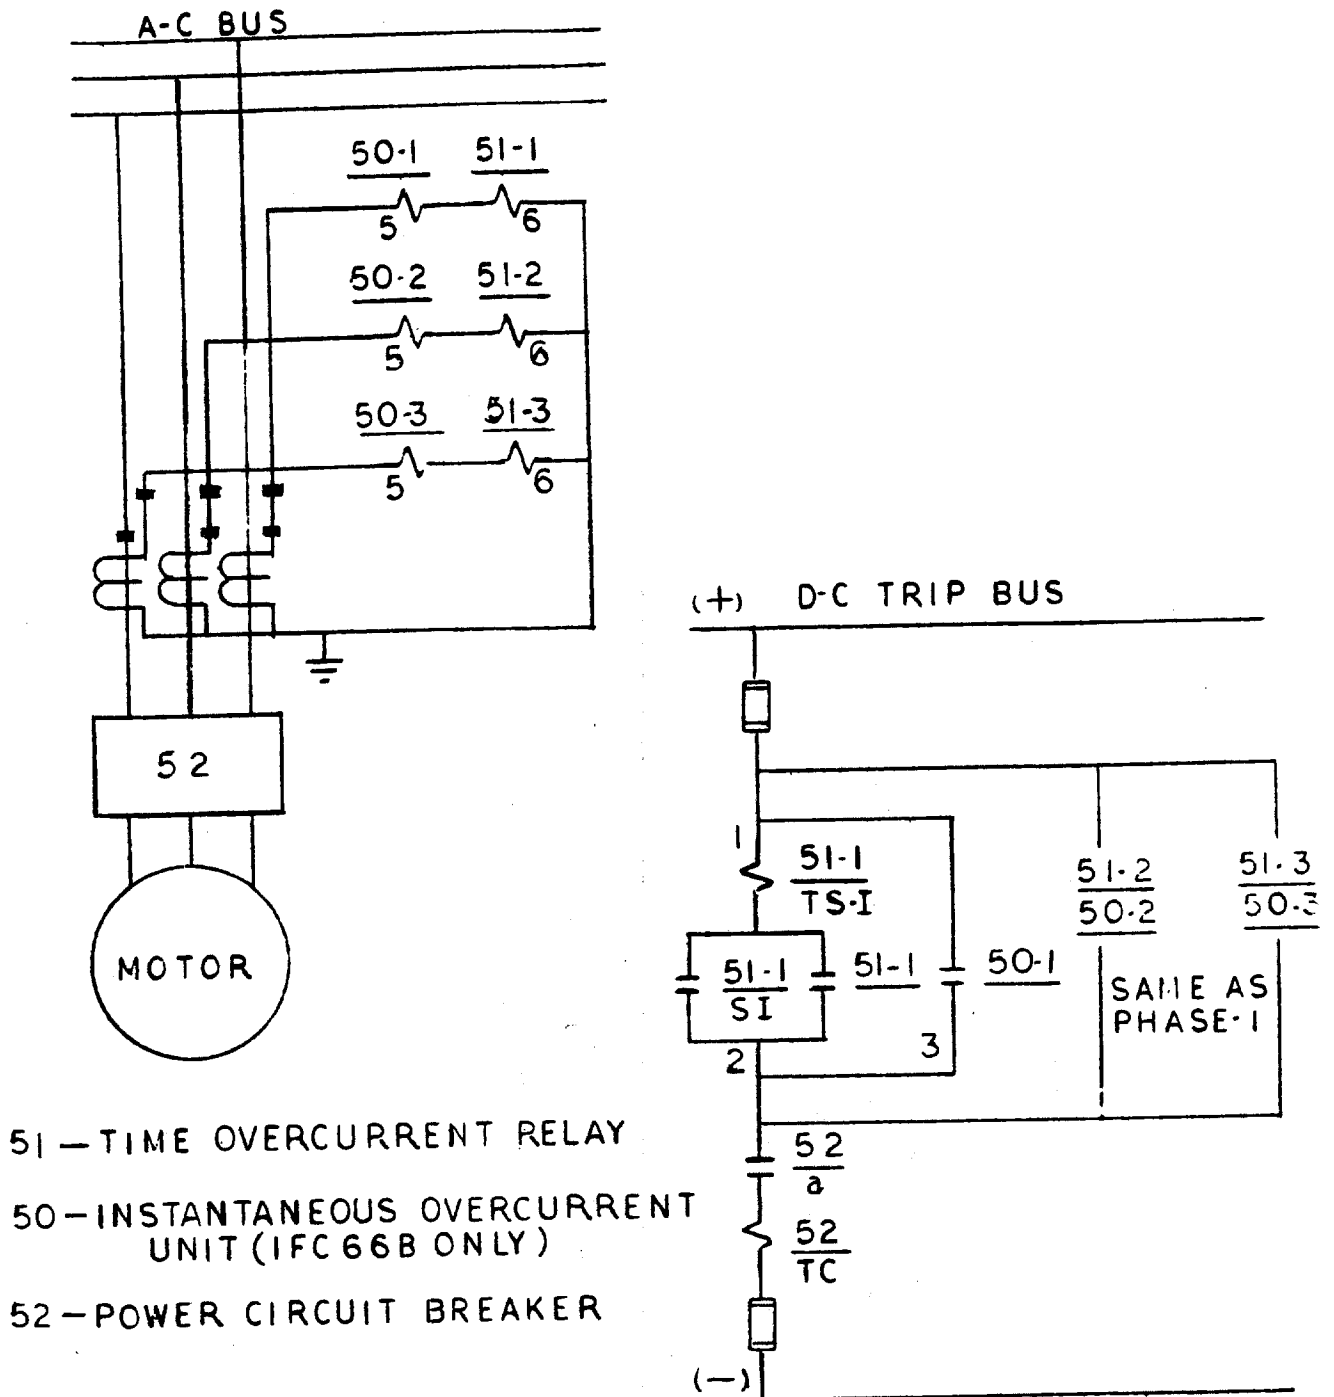 A-C BUS
50-1 51-1
5 6
50-2 51-2
5 6
50-3 51-3
5 6
52
MOTOR
51 — TIME OVERCURRENT RELAY
50 — INSTANTANEOUS OVERCURRENT
UNIT (IFC 66B ONLY)
52 — POWER CIRCUIT BREAKER
(+) D-C TRIP BUS
1
51-1
TS-I
51-1
SI
51-1
50-1
2
3
51-2
50-2
51-3
50-3
SAME AS
PHASE-1
52
a
52
TC
(—)